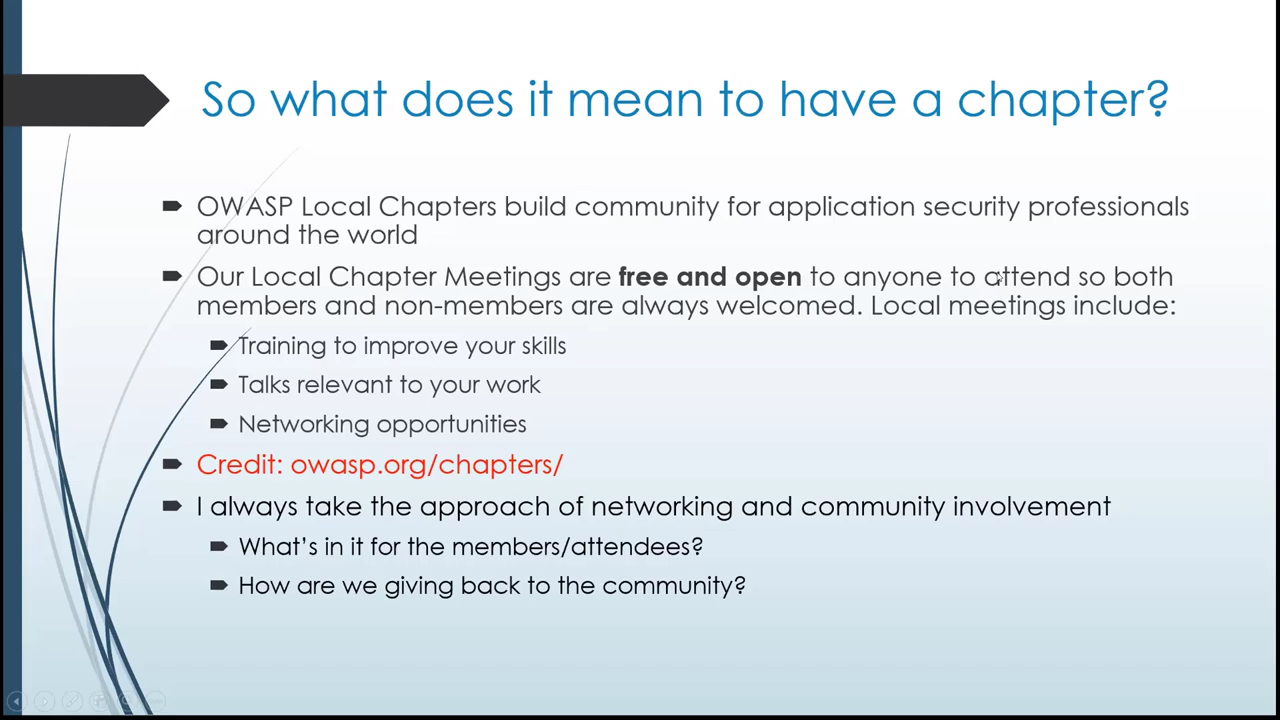 So what does it mean to have a chapter?
OWASP Local Chapters build community for application security professionals
around the world
Our Local Chapter Meetings are free and open to anyone to attend so both
members and non-members are always welcomed. Local meetings include:
Training to improve your skills
Talks relevant to your work
Networking opportunities
Credit: owasp.org/chapters/
I always take the approach of networking and community involvement
What's in it for the members/attendees?
How are we giving back to the community?